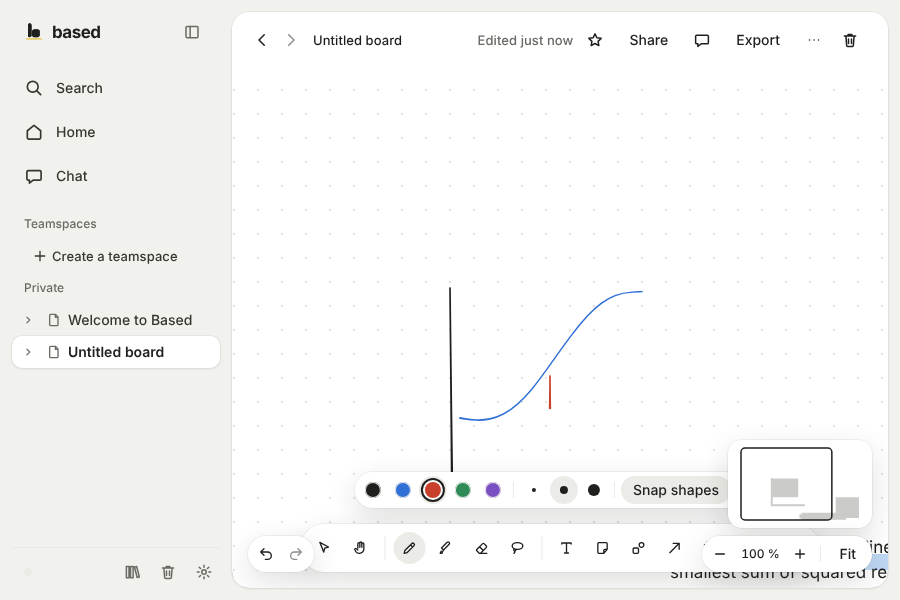 based
Untitled board
Edited just now
Share
Export
Search
Home
Chat
Teamspaces
Create a teamspace
Private
Welcome to Based
Untitled board
Snap shapes
100 %
Fit
smallest sum of squared re